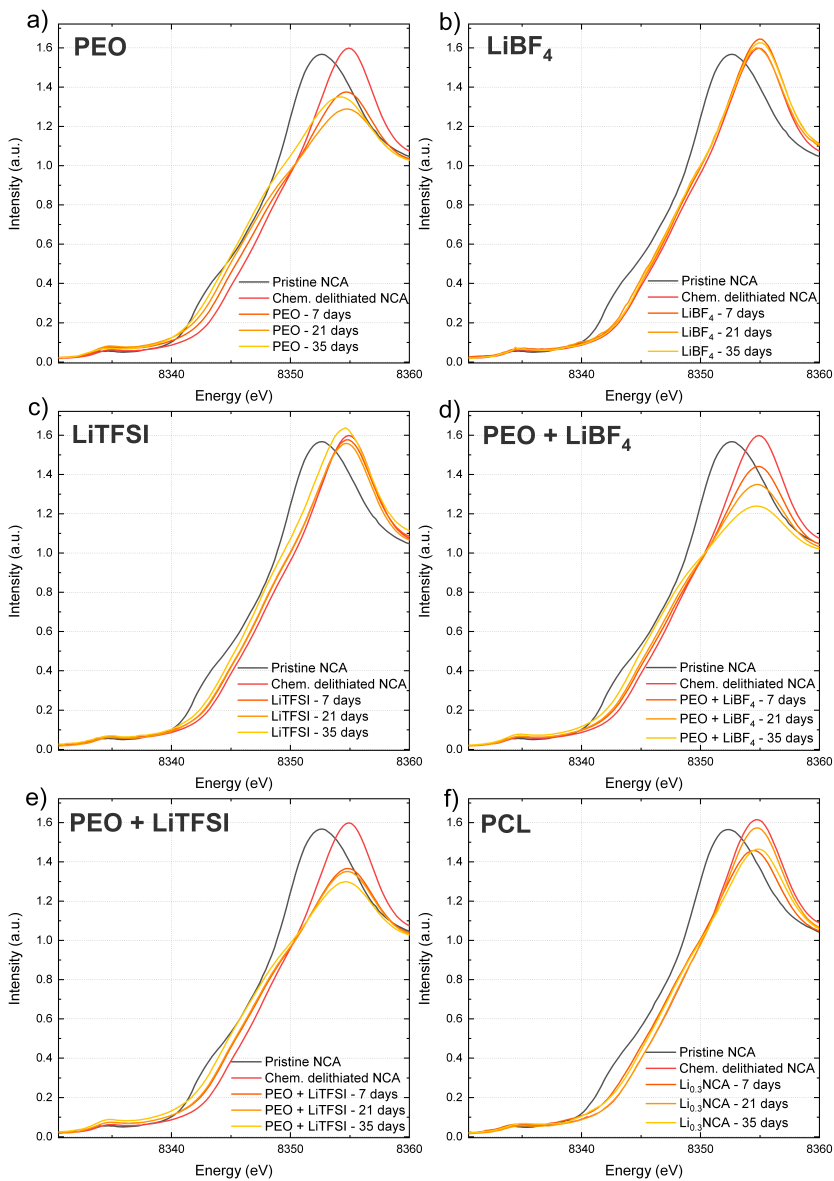 a)
PEO
1.6
1.4
1.2
1.0
0.8
0.6
0.4
0.2
0.0
Intensity (a.u.)
Pristine NCA
Chem. delithiated NCA
PEO - 7 days
PEO - 21 days
PEO - 35 days
8340 8350 8360
Energy (eV)
b)
LiBF4
1.6
1.4
1.2
1.0
0.8
0.6
0.4
0.2
0.0
Intensity (a.u.)
Pristine NCA
Chem. delithiated NCA
LiBF4 - 7 days
LiBF4 - 21 days
LiBF4 - 35 days
8340 8350 8360
Energy (eV)
c)
LiTFSI
1.6
1.4
1.2
1.0
0.8
0.6
0.4
0.2
0.0
Intensity (a.u.)
Pristine NCA
Chem. delithiated NCA
LiTFSI - 7 days
LiTFSI - 21 days
LiTFSI - 35 days
8340 8350 8360
Energy (eV)
d)
PEO + LiBF4
1.6
1.4
1.2
1.0
0.8
0.6
0.4
0.2
0.0
Intensity (a.u.)
Pristine NCA
Chem. delithiated NCA
PEO + LiBF4 - 7 days
PEO + LiBF4 - 21 days
PEO + LiBF4 - 35 days
8340 8350 8360
Energy (eV)
e)
PEO + LiTFSI
1.6
1.4
1.2
1.0
0.8
0.6
0.4
0.2
0.0
Intensity (a.u.)
Pristine NCA
Chem. delithiated NCA
PEO + LiTFSI - 7 days
PEO + LiTFSI - 21 days
PEO + LiTFSI - 35 days
8340 8350 8360
Energy (eV)
f)
PCL
1.6
1.4
1.2
1.0
0.8
0.6
0.4
0.2
0.0
Intensity (a.u.)
Pristine NCA
Chem. delithiated NCA
Li0.3NCA - 7 days
Li0.3NCA - 21 days
Li0.3NCA - 35 days
8340 8350 8360
Energy (eV)